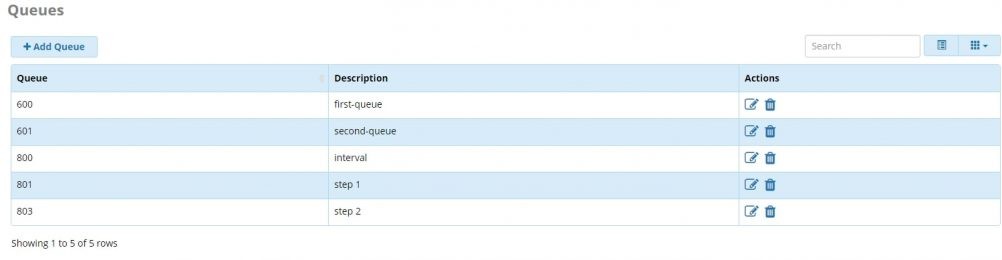 Queues
+ Add Queue
Search
Queue Description Actions
600 first-queue
601 second-queue
800 interval
801 step 1
803 step 2
Showing 1 to 5 of 5 rows